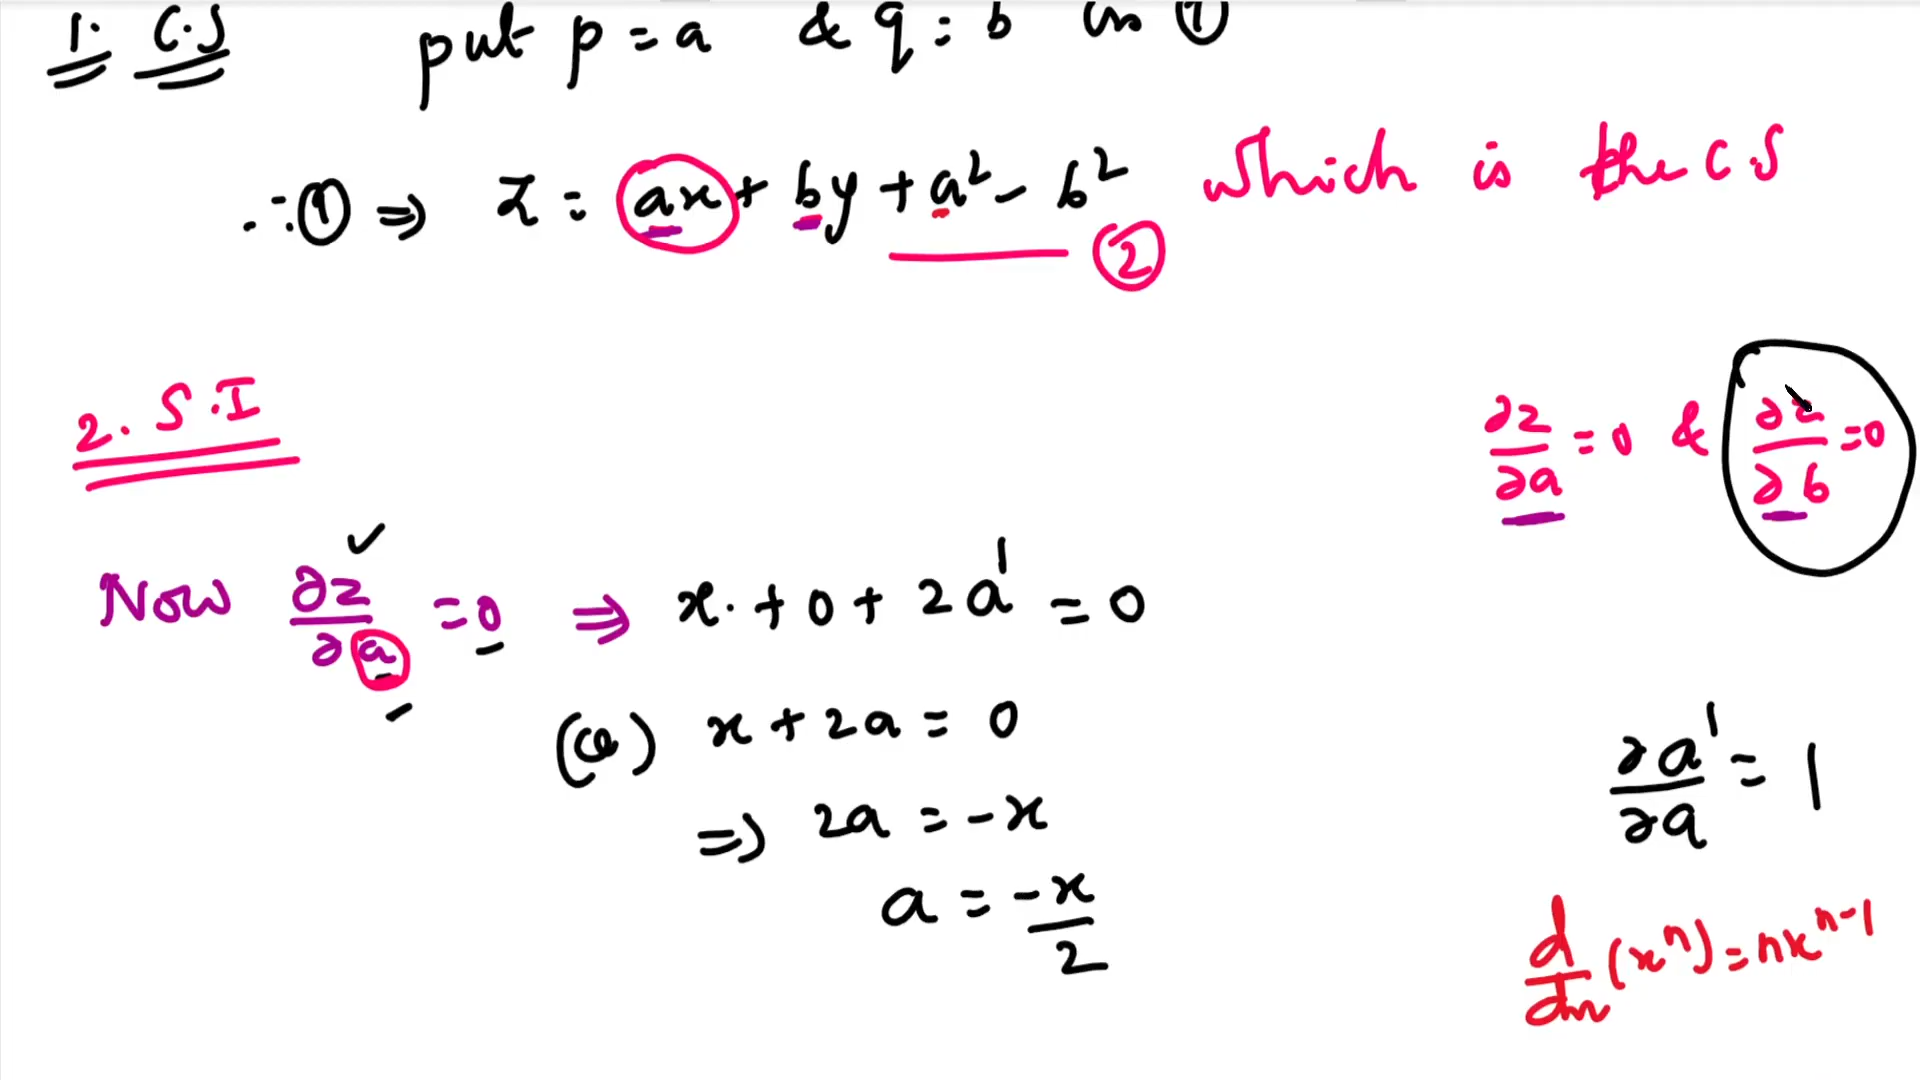 1. C.S put p = a & q = b in ①
∴ ① ⇒ z = ax + by + a² - b² which is the C.S
②
2. S.I
∂z/∂a = 0 & ∂z/∂b = 0
Now ∂z/∂a = 0 ⇒ x. + 0 + 2a¹ = 0
x + 2a = 0
⇒ 2a = -x
a = -x/2
∂a¹/∂a = 1
d/dx (xⁿ) = nxⁿ⁻¹